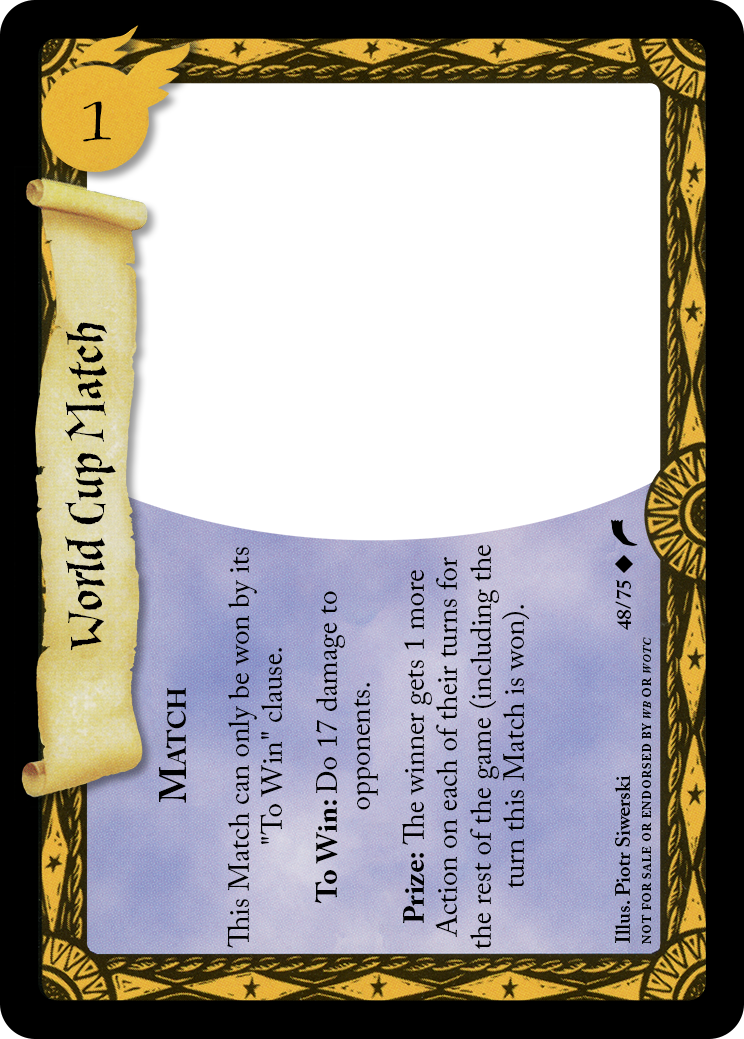 1
World Cup Match
MATCH
This Match can only be won by its
"To Win" clause.
To Win: Do 17 damage to
opponents.
Prize: The winner gets 1 more
Action on each of their turns for
the rest of the game (including the
turn this Match is won).
Illus. Piotr Siwerski
48/75
NOT FOR SALE OR ENDORSED BY WB OR WOTC